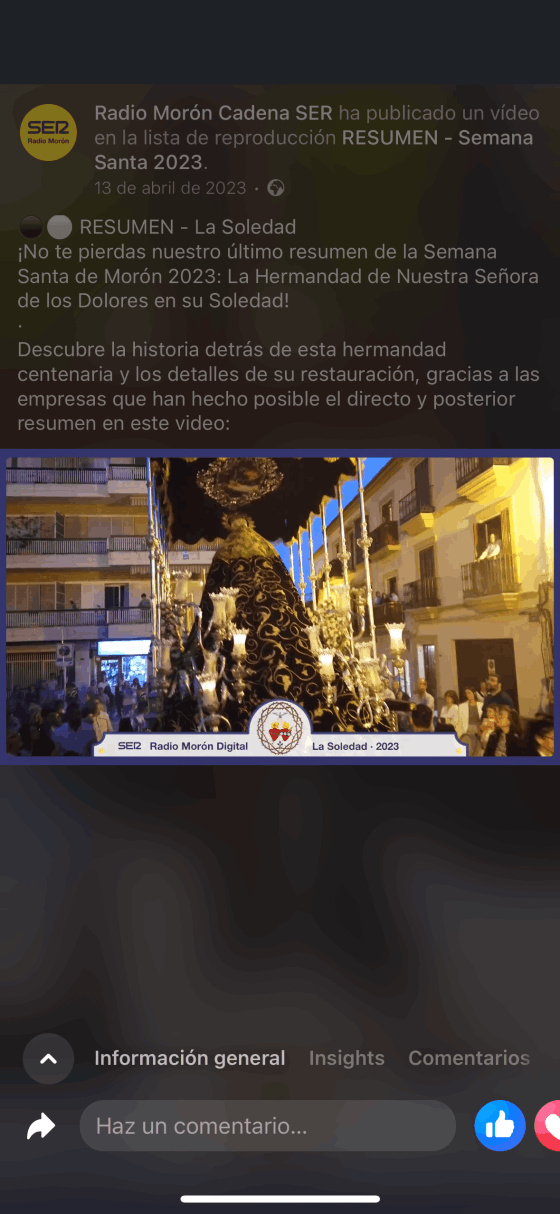 SER
Radio Morón
Radio Morón Cadena SER ha publicado un vídeo
en la lista de reproducción RESUMEN - Semana
Santa 2023.
13 de abril de 2023 ·
RESUMEN - La Soledad
¡No te pierdas nuestro último resumen de la Semana
Santa de Morón 2023: La Hermandad de Nuestra Señora
de los Dolores en su Soledad!
.
Descubre la historia detrás de esta hermandad
centenaria y los detalles de su restauración, gracias a las
empresas que han hecho posible el directo y posterior
resumen en este video:
SER Radio Morón Digital La Soledad · 2023
Información general Insights Comentarios
Haz un comentario...